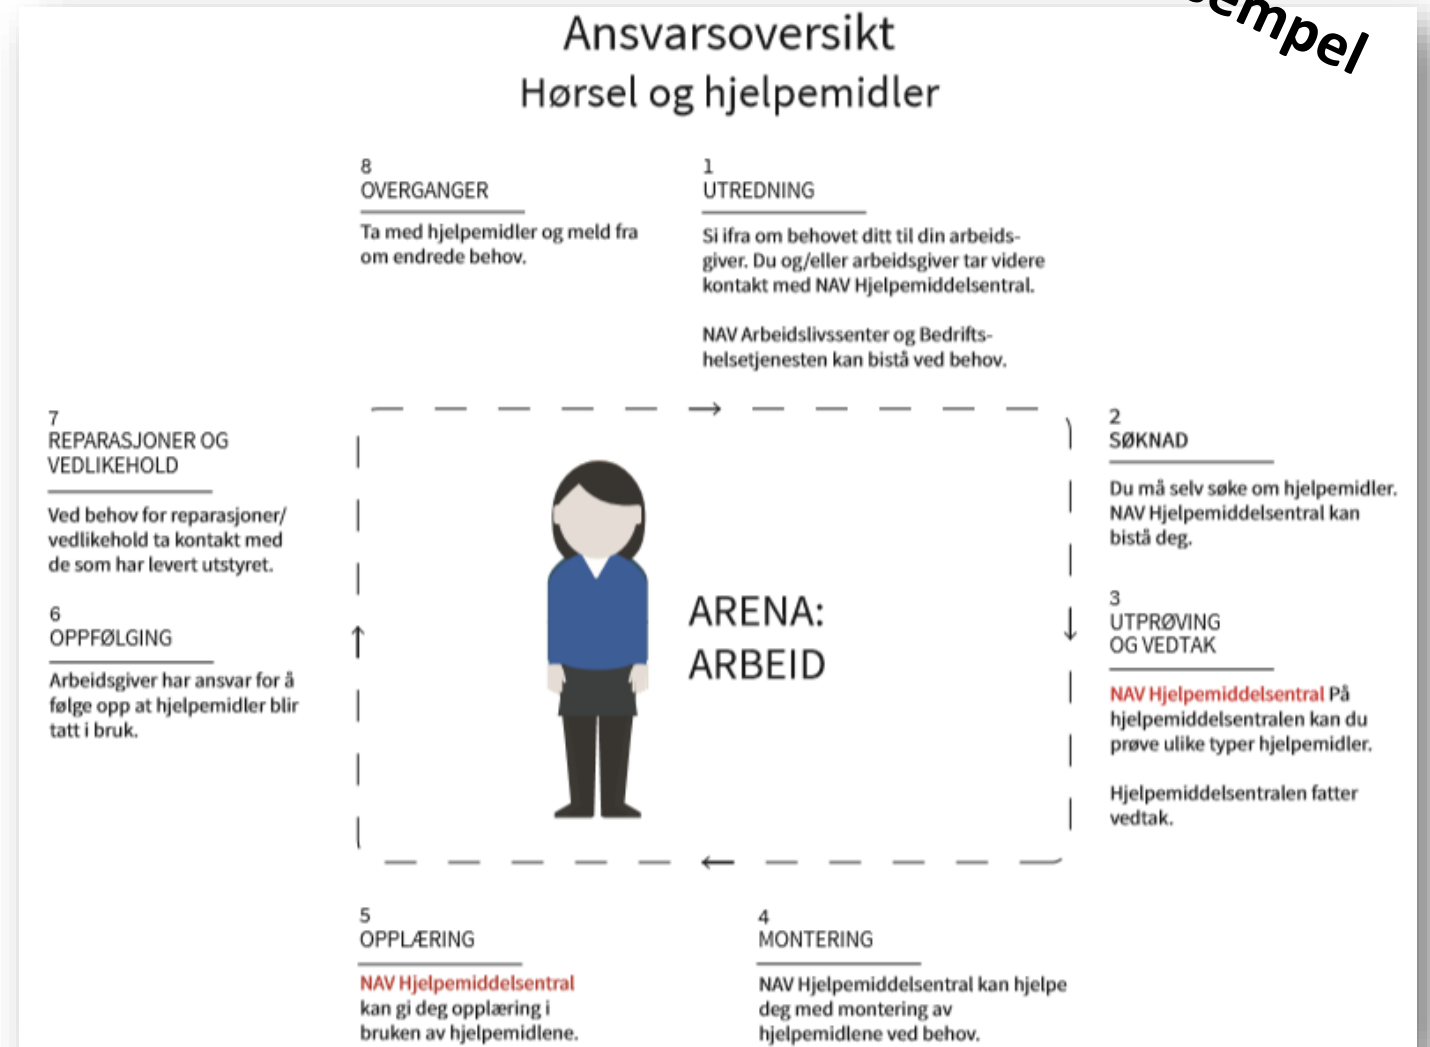 Ansvarsoversikt
Hørsel og hjelpemidler
8
OVERGANGER
Ta med hjelpemidler og meld fra
om endrede behov.
1
UTREDNING
Si ifra om behovet ditt til din arbeids-
giver. Du og/eller arbeidsgiver tar videre
kontakt med NAV Hjelpemiddelsentral.
NAV Arbeidslivssenter og Bedrifts-
helsetjenesten kan bistå ved behov.
2
SØKNAD
Du må selv søke om hjelpemidler.
NAV Hjelpemiddelsentral kan
bistå deg.
3
UTPRØVING
OG VEDTAK
NAV Hjelpemiddelsentral På
hjelpemiddelsentralen kan du
prøve ulike typer hjelpemidler.
Hjelpemiddelsentralen fatter
vedtak.
4
MONTERING
NAV Hjelpemiddelsentral kan hjelpe
deg med montering av
hjelpemidlene ved behov.
5
OPPLÆRING
NAV Hjelpemiddelsentral
kan gi deg opplæring i
bruken av hjelpemidlene.
6
OPPFØLGING
Arbeidsgiver har ansvar for å
følge opp at hjelpemidler blir
tatt i bruk.
7
REPARASJONER OG
VEDLIKEHOLD
Ved behov for reparasjoner/
vedlikehold ta kontakt med
de som har levert utstyret.
ARENA:
ARBEID